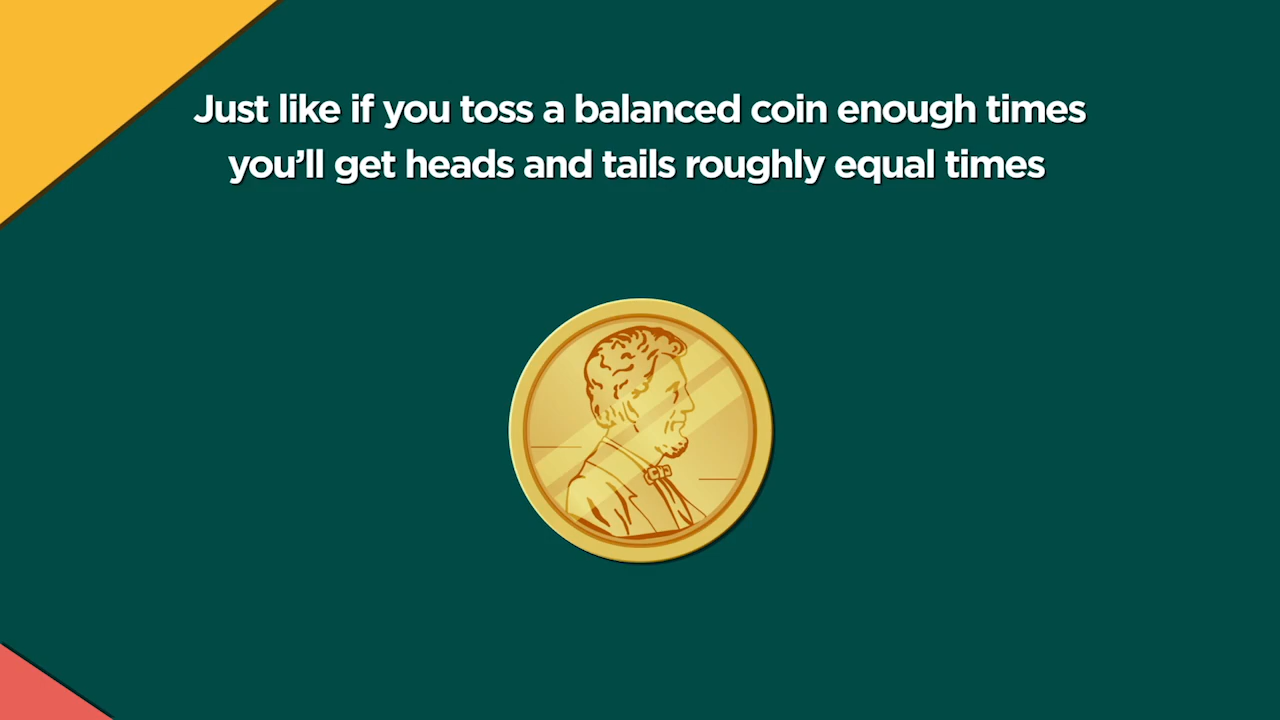 Just like if you toss a balanced coin enough times
you’ll get heads and tails roughly equal times